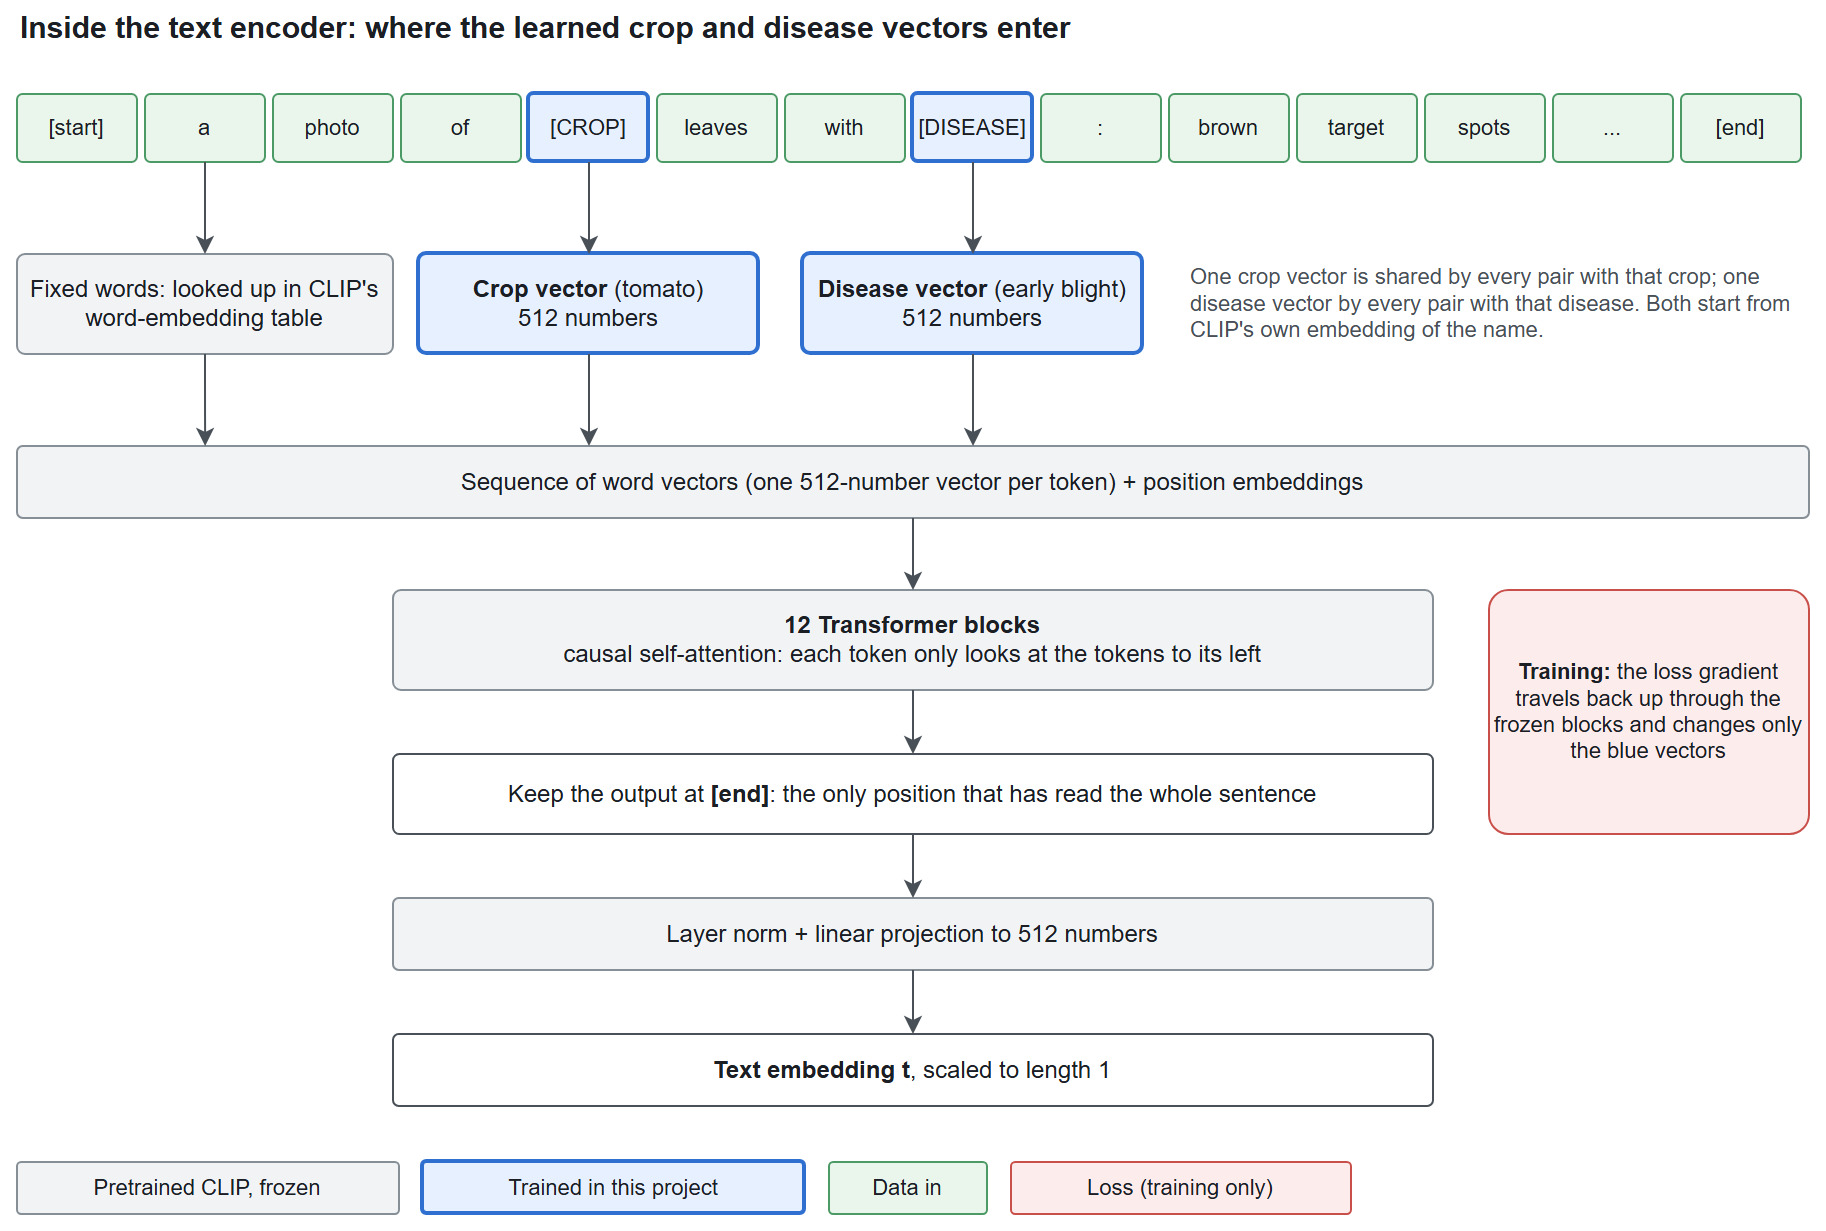 Inside the text encoder: where the learned crop and disease vectors enter
[start] a photo of [CROP] leaves with [DISEASE] : brown target spots ... [end]
Fixed words: looked up in CLIP's
word-embedding table
Crop vector (tomato)
512 numbers
Disease vector (early blight)
512 numbers
One crop vector is shared by every pair with that crop; one
disease vector by every pair with that disease. Both start from
CLIP's own embedding of the name.
Sequence of word vectors (one 512-number vector per token) + position embeddings
12 Transformer blocks
causal self-attention: each token only looks at the tokens to its left
Training: the loss gradient
travels back up through the
frozen blocks and changes only
the blue vectors
Keep the output at [end]: the only position that has read the whole sentence
Layer norm + linear projection to 512 numbers
Text embedding t, scaled to length 1
Pretrained CLIP, frozen
Trained in this project
Data in
Loss (training only)